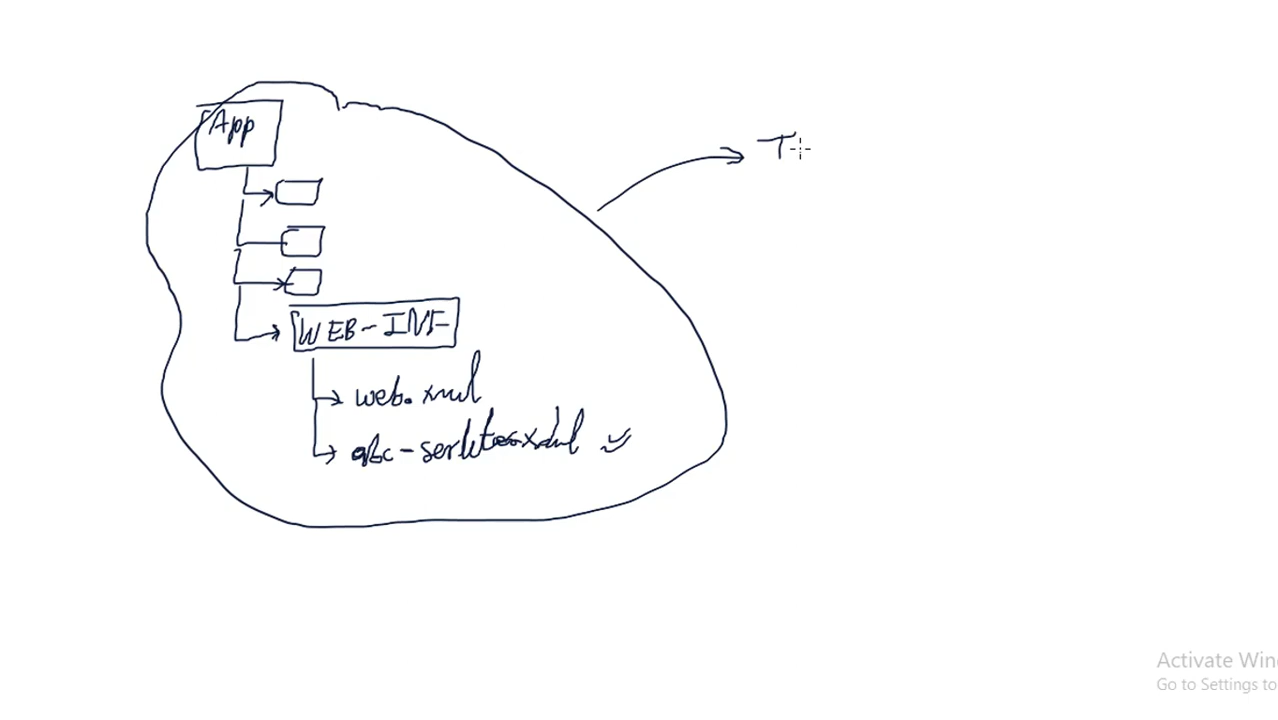 App
T
WEB-INF
web.xml
abc-servlet.xml
Activate Win
Go to Settings to